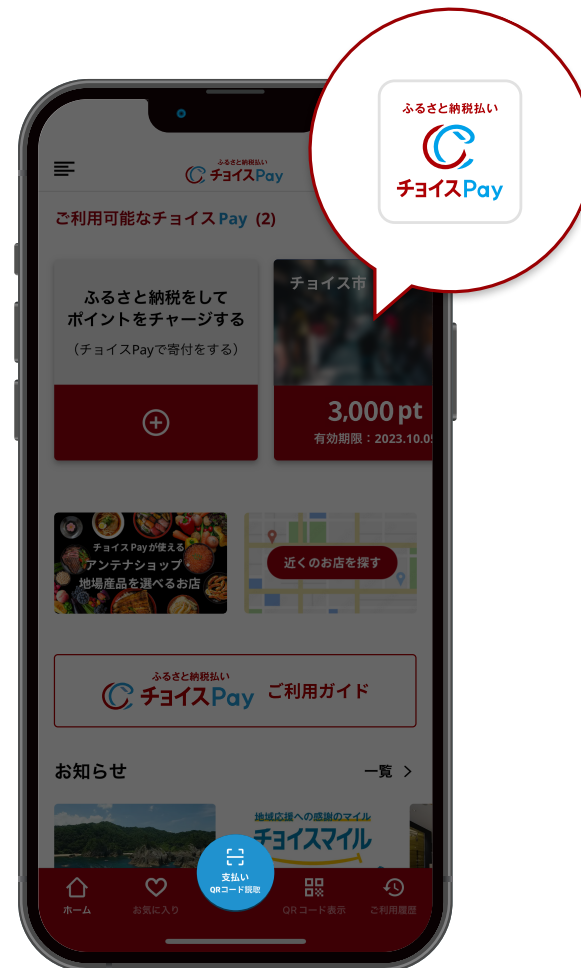 ふるさと納税払い
チョイスPay
ふるさと納税払い
チョイスPay
ご利用可能なチョイスPay (2)
ふるさと納税をして
ポイントをチャージする
(チョイスPayで寄付をする)
チョイス市
3,000 pt
有効期限：2023.10.05
チョイス Pay が使える
アンテナショップ・
地場産品を選べるお店
近くのお店を探す
ふるさと納税払い
チョイスPay ご利用ガイド
お知らせ
一覧
地域応援への感謝のマイル
チョイスマイル
支払い
QRコード読取
ホーム
お気に入り
QRコード表示
ご利用履歴